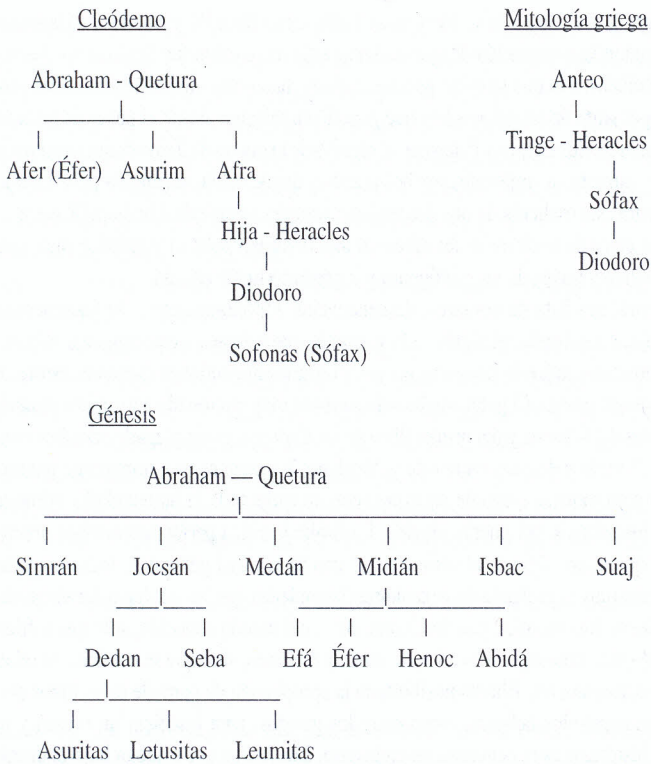 Cleódemo
Abraham - Quetura
Afer (Éfer) Asurim Afra
Hija - Heracles
Diodoro
Sofonas (Sófax)
Mitología griega
Anteo
Tinge - Heracles
Sófax
Diodoro
Génesis
Abraham — Quetura
Simrán Jocsán Medán Midián Isbac Súaj
Dedan Seba Efá Éfer Henoc Abidá
Asuritas Letusitas Leumitas